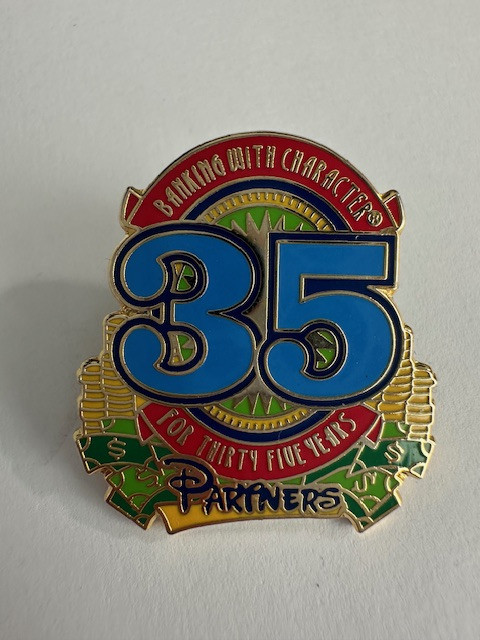 BANKING WITH CHARACTER®
35
FOR THIRTY FIVE YEARS
$ $
PARTNERS